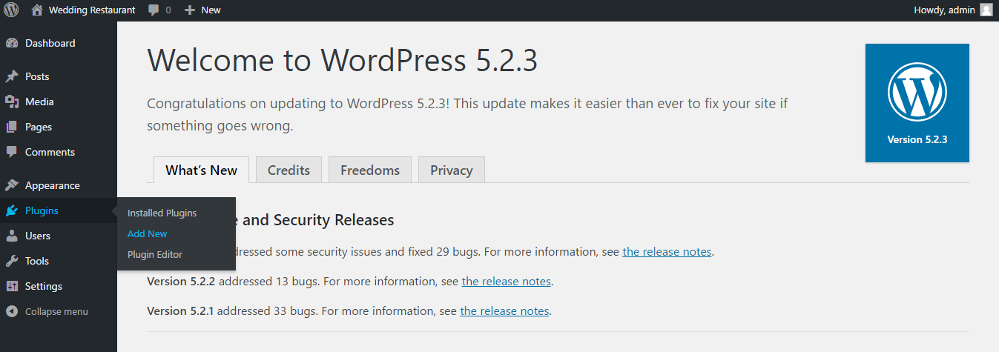 Wedding Restaurant
0
New
Howdy, admin
Dashboard
Posts
Media
Pages
Comments
Appearance
Plugins
Users
Tools
Settings
Collapse menu
Installed Plugins
Add New
Plugin Editor
Welcome to WordPress 5.2.3
Congratulations on updating to WordPress 5.2.3! This update makes it easier than ever to fix your site if
something goes wrong.
Version 5.2.3
What's New
Credits
Freedoms
Privacy
and Security Releases
some security issues and fixed 29 bugs. For more information, see the release notes.
Version 5.2.2 addressed 13 bugs. For more information, see the release notes.
Version 5.2.1 addressed 33 bugs. For more information, see the release notes.